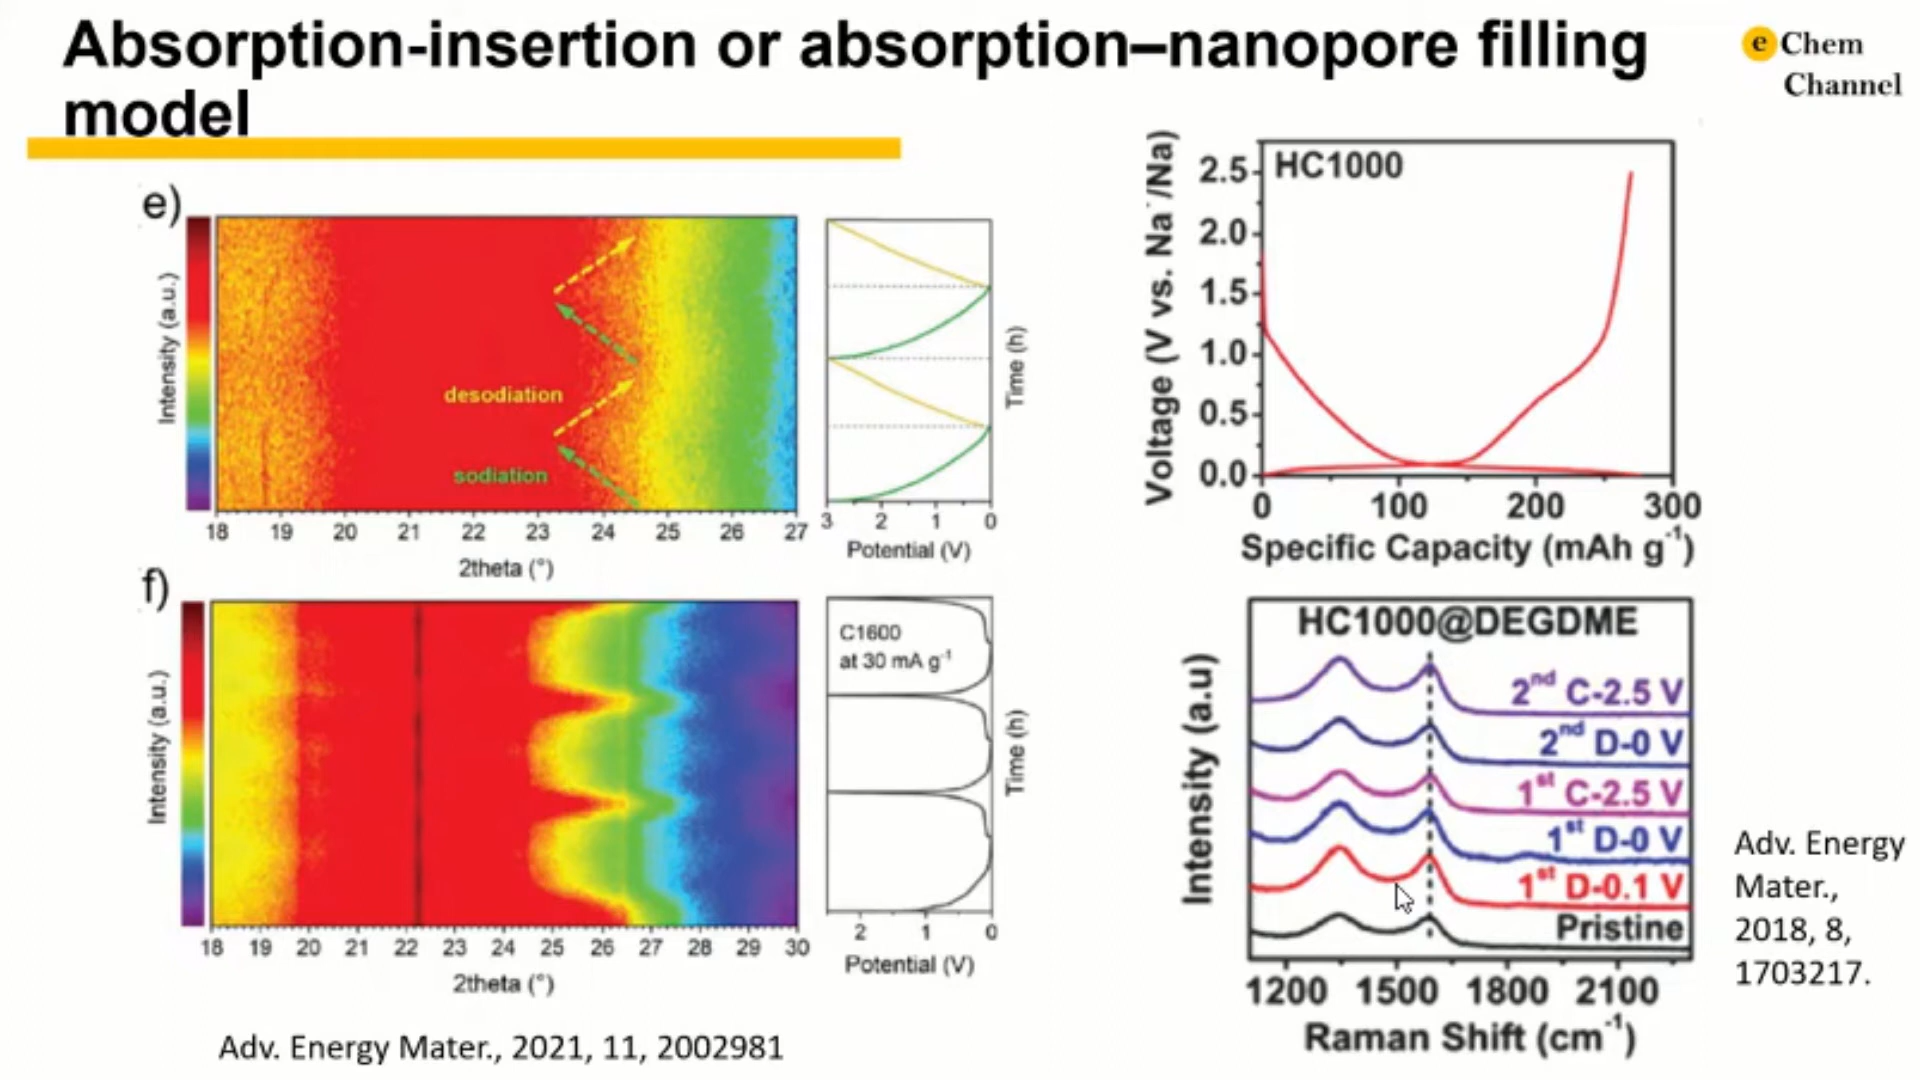 Absorption-insertion or absorption–nanopore filling
model
e Chem
Channel
e)
Intensity (a.u.)
desodiation
sodiation
18 19 20 21 22 23 24 25 26 27
2theta (°)
3 2 1 0
Potential (V)
Time (h)
f)
Intensity (a.u.)
18 19 20 21 22 23 24 25 26 27 28 29 30
2theta (°)
C1600
at 30 mA g⁻¹
2 1 0
Potential (V)
Time (h)
Adv. Energy Mater., 2021, 11, 2002981
HC1000
Voltage (V vs. Na⁺/Na)
2.5
2.0
1.5
1.0
0.5
0.0
0 100 200 300
Specific Capacity (mAh g⁻¹)
HC1000@DEGDME
Intensity (a.u)
2nd C-2.5 V
2nd D-0 V
1st C-2.5 V
1st D-0 V
1st D-0.1 V
Pristine
1200 1500 1800 2100
Raman Shift (cm⁻¹)
Adv. Energy
Mater.,
2018, 8,
1703217.